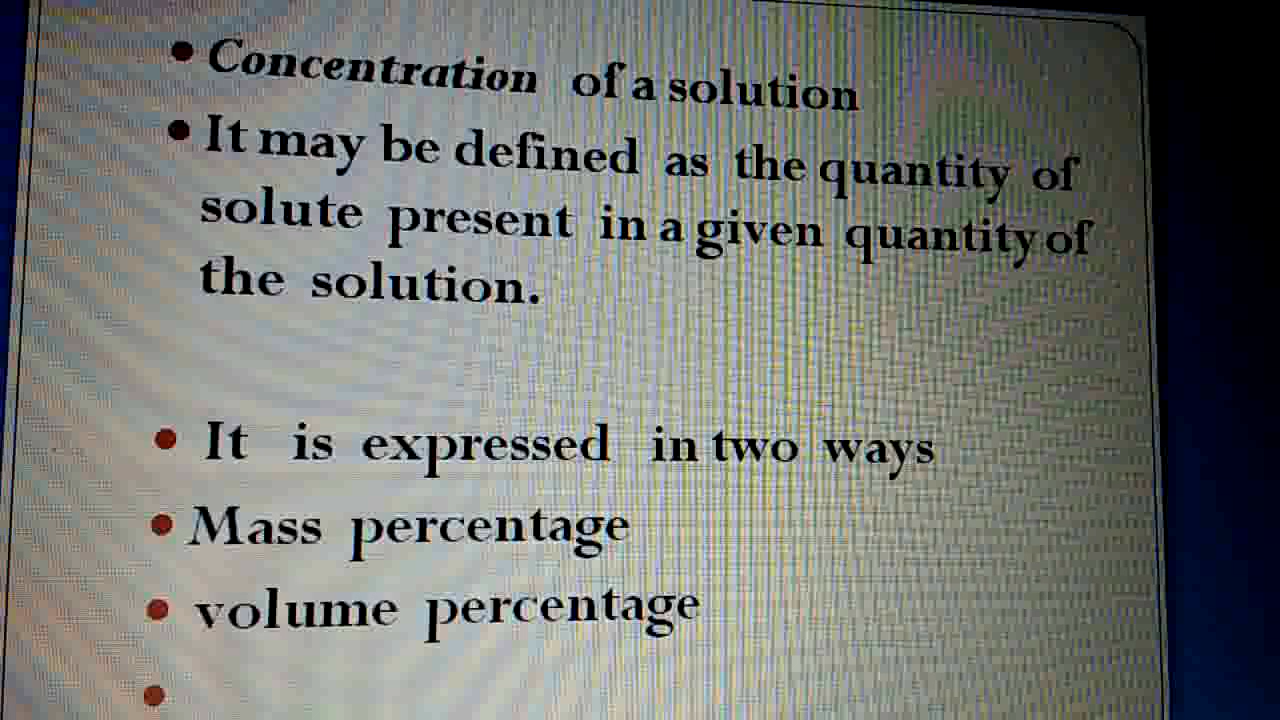 • Concentration of a solution
• It may be defined as the quantity of
solute present in a given quantity of
the solution.
• It is expressed in two ways
• Mass percentage
• volume percentage
•